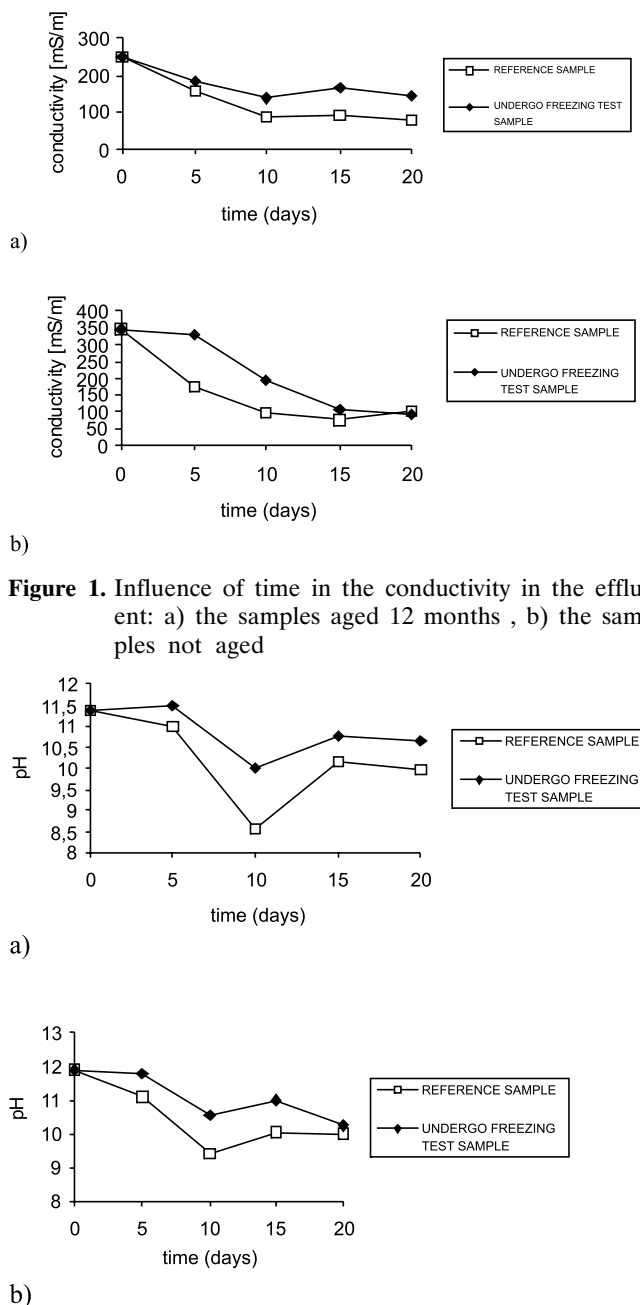 conductivity [mS/m]
300
200
100
0
0 5 10 15 20
time (days)
REFERENCE SAMPLE
UNDERGO FREEZING TEST
SAMPLE
a)
conductivity [mS/m]
400
350
300
250
200
150
100
50
0
0 5 10 15 20
time (days)
REFERENCE SAMPLE
UNDERGO FREEZING
TEST SAMPLE
b)
Figure 1. Influence of time in the conductivity in the efflu
ent: a) the samples aged 12 months , b) the sam
ples not aged
pH
12
11,5
11
10,5
10
9,5
9
8,5
8
0 5 10 15 20
time (days)
REFERENCE SAMPLE
UNDERGO FREEZING
TEST SAMPLE
a)
pH
13
12
11
10
9
8
0 5 10 15 20
time (days)
REFERENCE SAMPLE
UNDERGO FREEZING
TEST SAMPLE
b)